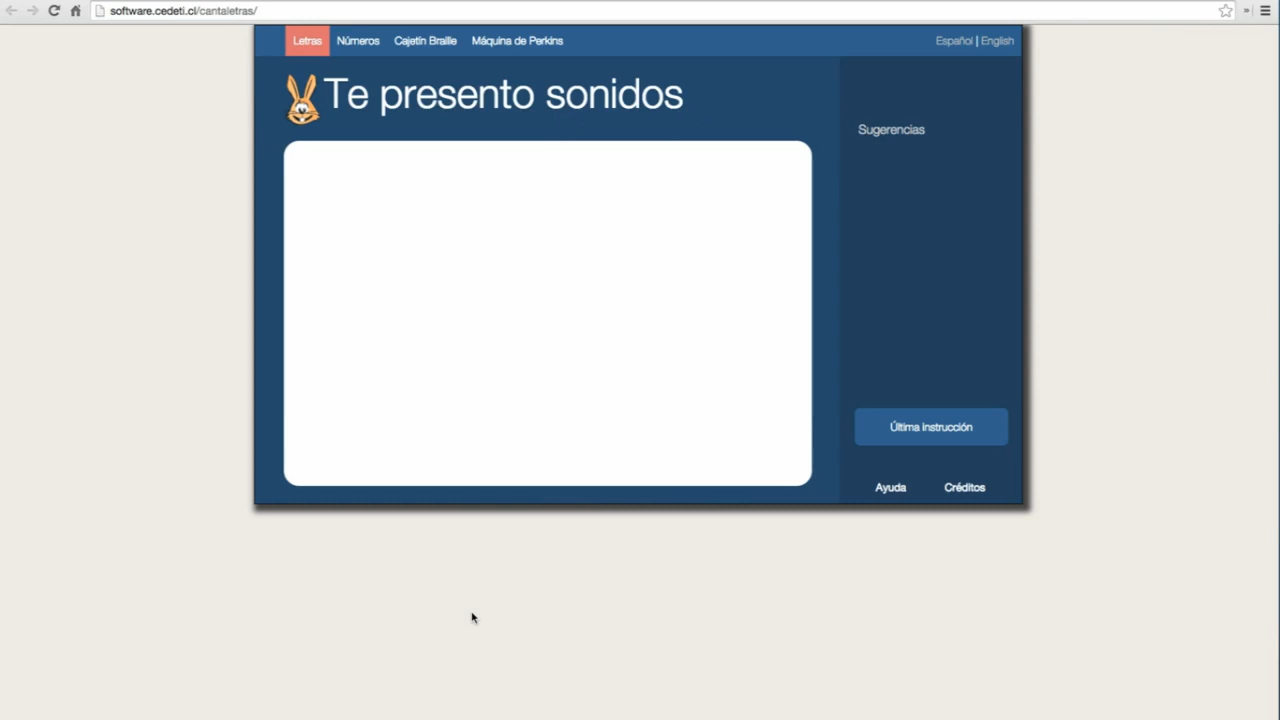 software.cedeti.cl/cantaletras/
Letras Números Cajetín Braille Máquina de Perkins Español | English
Te presento sonidos
Sugerencias
Última instrucción
Ayuda Créditos